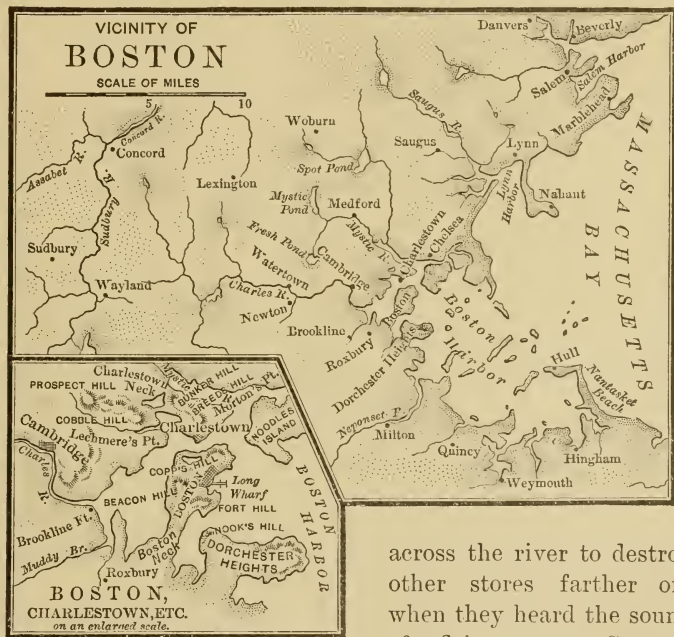 VICINITY OF
BOSTON
SCALE OF MILES
5 10
Danvers
Beverly
Salem
Salem Harbor
Marblehead
Woburn
Saugus R.
Saugus
Lynn
Lynn Harbor
Nahant
MASSACHUSETTS BAY
Concord R.
Concord
Assabet R.
Sudbury R.
Lexington
Spot Pond
Mystic Pond
Medford
Mystic R.
Fresh Pond
Cambridge
Charlestown
Chelsea
Sudbury
Wayland
Watertown
Charles R.
Newton
Boston
Boston Harbor
Brookline
Roxbury
Dorchester Heights
Hull
Nantasket Beach
Neponset R.
Milton
Quincy
Hingham
Weymouth
Charlestown Neck
Mystic R.
BUNKER HILL
BREEDS HILL
Morton's Pt.
PROSPECT HILL
COBBLE HILL
Charlestown
NOODLES ISLAND
Cambridge
Lechmere's Pt.
Charles R.
COPP'S HILL
BEACON HILL
BOSTON
Long Wharf
FORT HILL
BOSTON HARBOR
Brookline Ft.
Muddy Br.
Boston Neck
NOOK'S HILL
DORCHESTER HEIGHTS
Roxbury
BOSTON,
CHARLESTOWN, ETC.
on an enlarged scale.
across the river to destro
other stores farther o
when they heard the soun